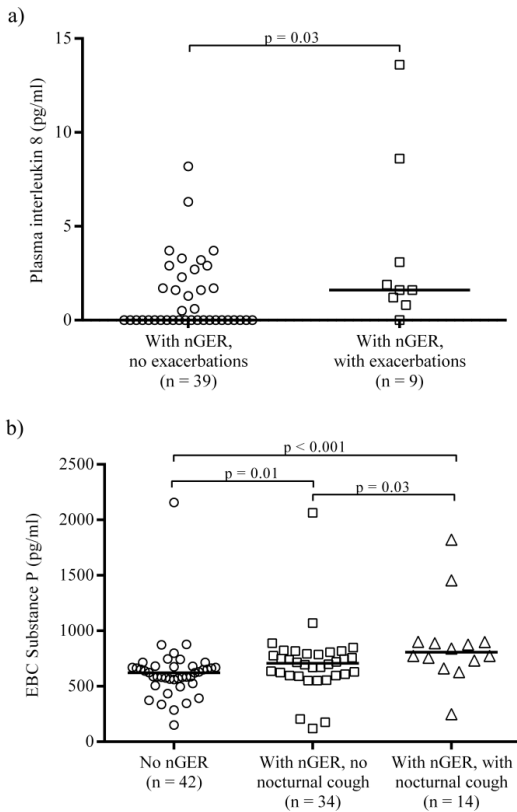 a)
15
p = 0.03
10
5
0
Plasma interleukin 8 (pg/ml)
With nGER,
no exacerbations
(n = 39)
With nGER,
with exacerbations
(n = 9)
b)
p < 0.001
2500
p = 0.01
p = 0.03
2000
1500
1000
500
0
EBC Substance P (pg/ml)
No nGER
(n = 42)
With nGER, no
nocturnal cough
(n = 34)
With nGER, with
nocturnal cough
(n = 14)